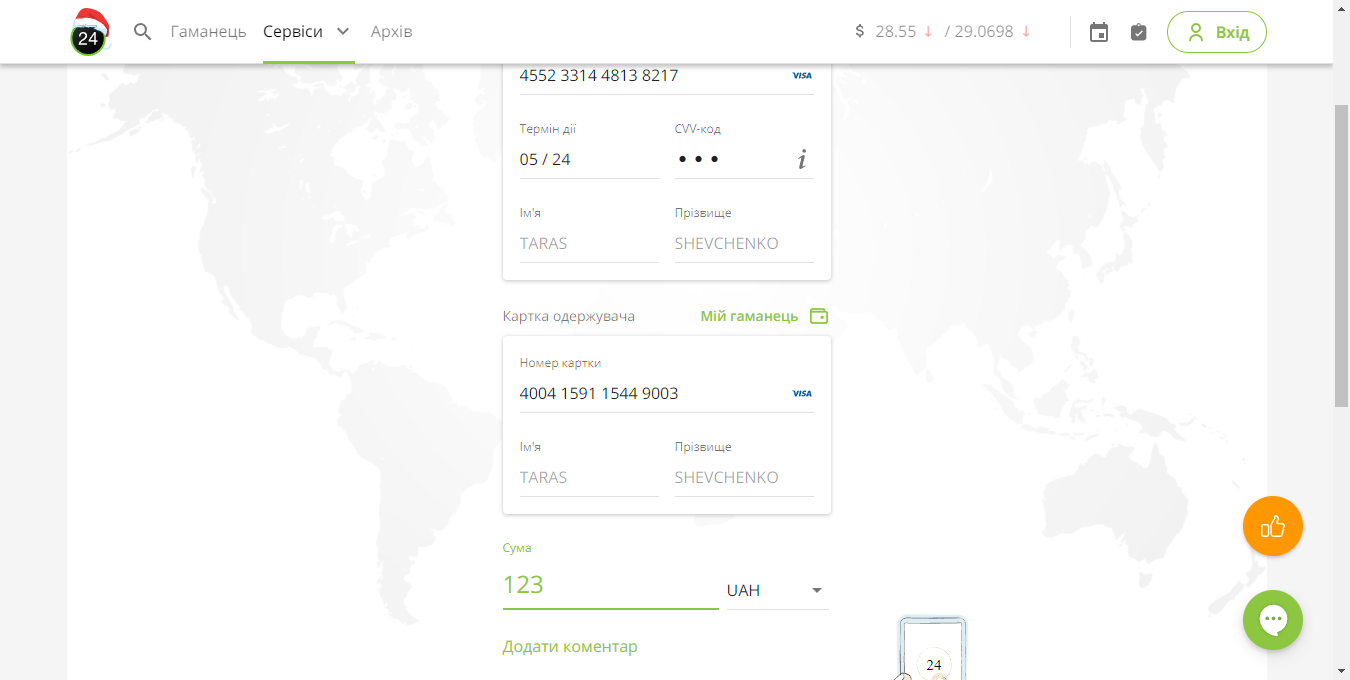 24 Гаманець Сервіси Архів $ 28.55 ↓ / 29.0698 ↓ Вхід
4552 3314 4813 8217 VISA
Термін дії CVV-код
05 / 24 ••• i
Ім'я Прізвище
TARAS SHEVCHENKO
Картка одержувача Мій гаманець
Номер картки
4004 1591 1544 9003 VISA
Ім'я Прізвище
TARAS SHEVCHENKO
Сума
123 UAH
Додати коментар
24